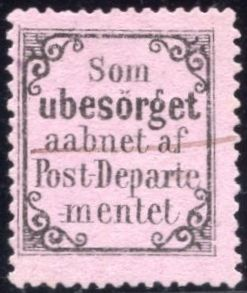 Som
ubesörget
aabnet af
Post-Departe
-mentet